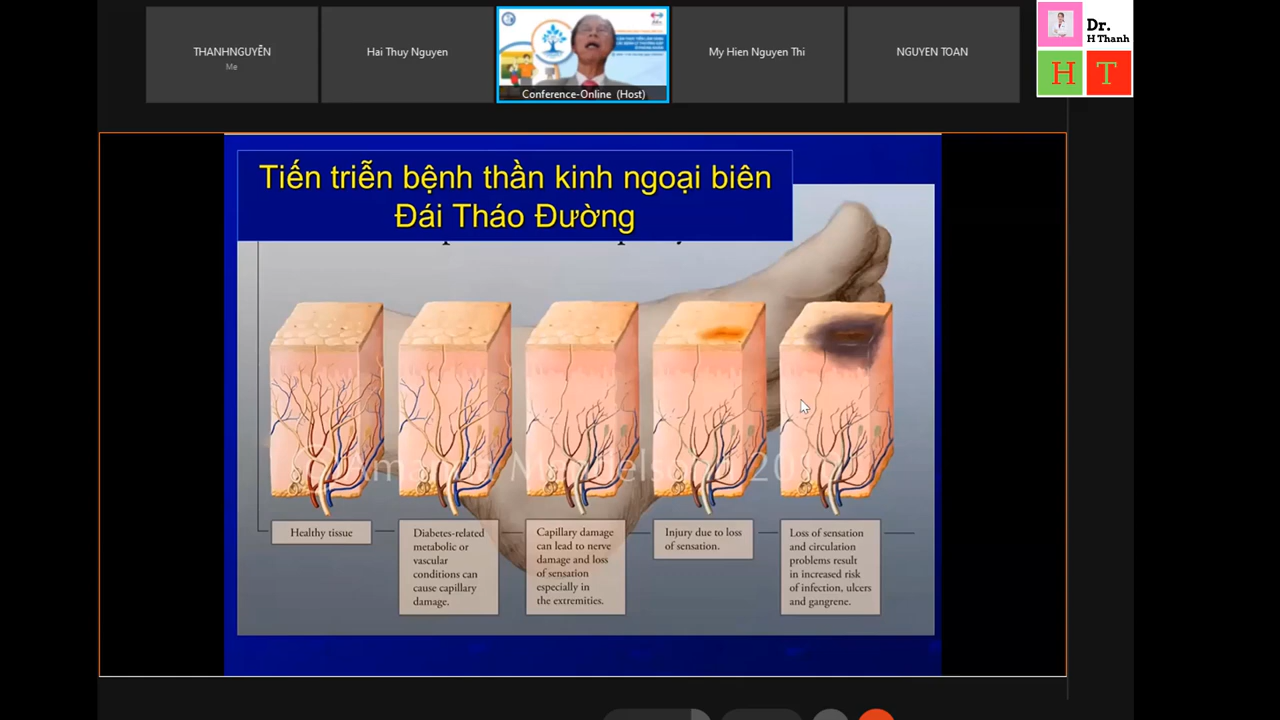 THANHNGUYỄN
Me
Hai Thuy Nguyen
Conference-Online (Host)
My Hien Nguyen Thi
NGUYEN TOAN
Dr.
H Thanh
H T
Tiến triễn bệnh thần kinh ngoại biên
Đái Tháo Đường
Healthy tissue
Diabetes-related
metabolic or
vascular
conditions can
cause capillary
damage.
Capillary damage
can lead to nerve
damage and loss
of sensation
especially in
the extremities.
Injury due to loss
of sensation.
Loss of sensation
and circulation
problems result
in increased risk
of infection, ulcers
and gangrene.